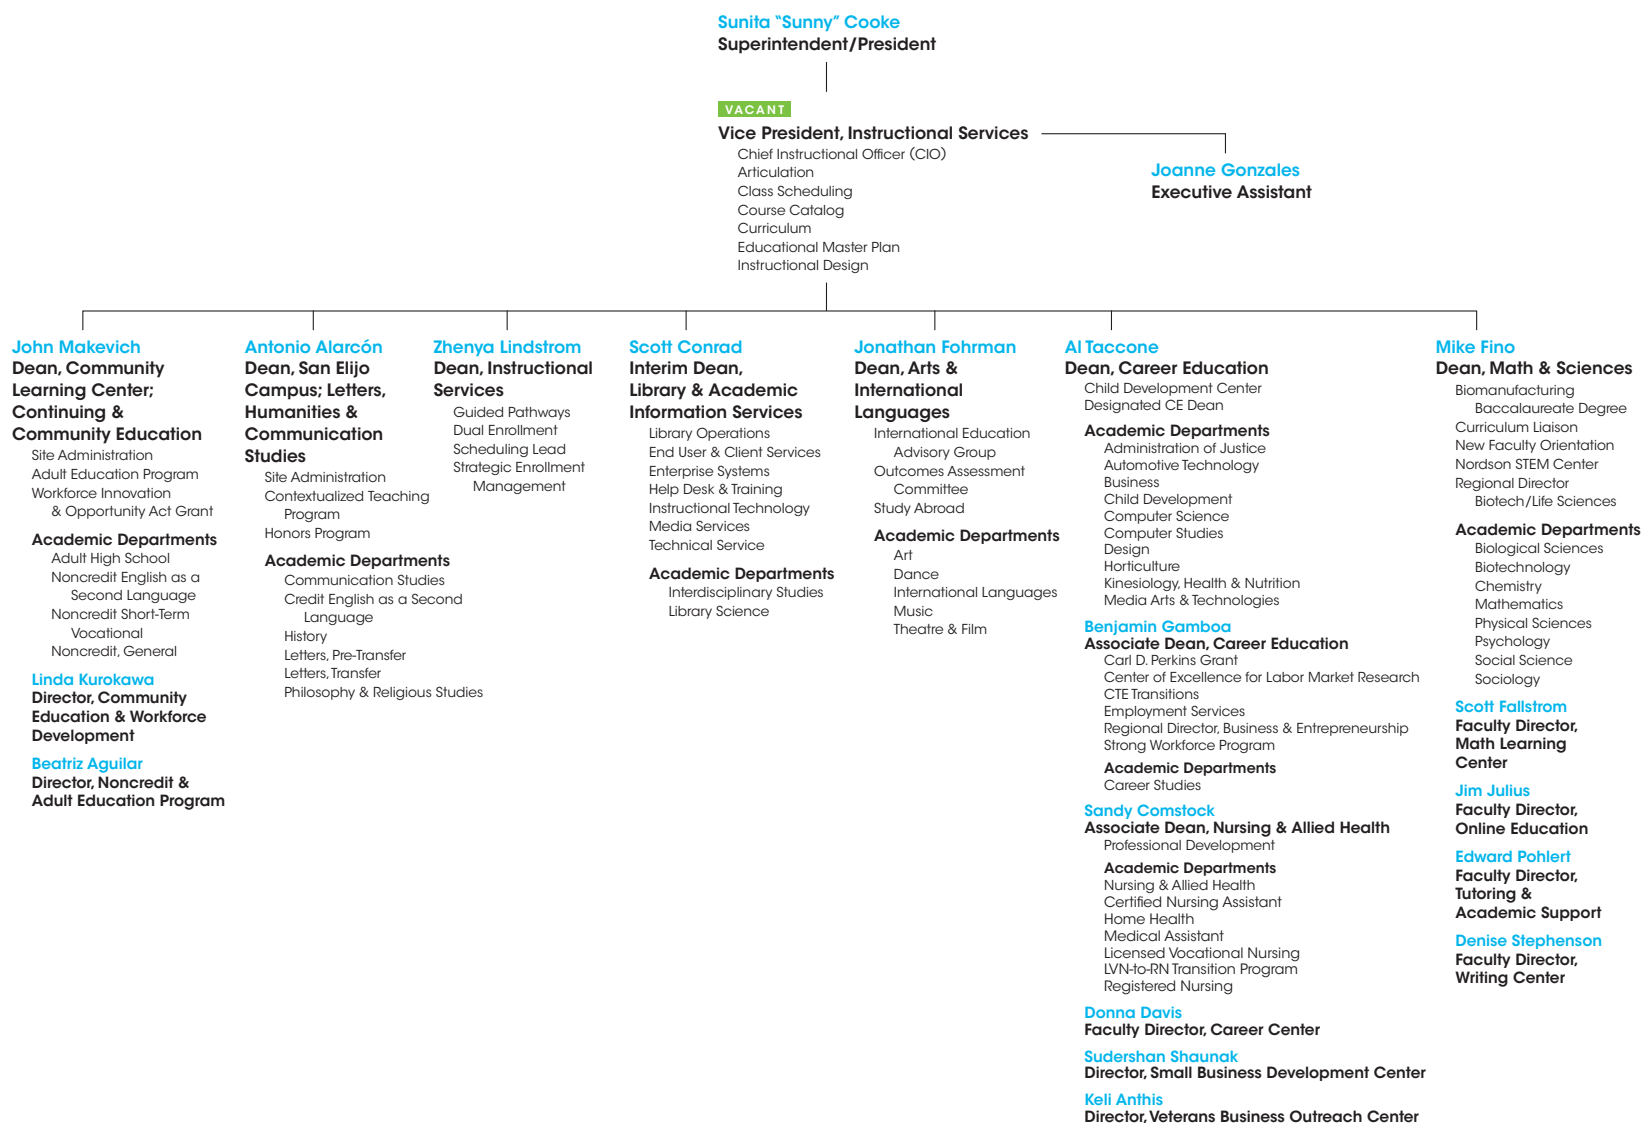 Sunita “Sunny” Cooke
Superintendent/President
VACANT
Vice President, Instructional Services
Chief Instructional Officer (CIO)
Articulation
Class Scheduling
Course Catalog
Curriculum
Educational Master Plan
Instructional Design
Joanne Gonzales
Executive Assistant
John Makevich
Dean, Community
Learning Center;
Continuing &
Community Education
Site Administration
Adult Education Program
Workforce Innovation
& Opportunity Act Grant
Academic Departments
Adult High School
Noncredit English as a
Second Language
Noncredit Short-Term
Vocational
Noncredit, General
Linda Kurokawa
Director, Community
Education & Workforce
Development
Beatriz Aguilar
Director, Noncredit &
Adult Education Program
Antonio Alarcón
Dean, San Elijo
Campus; Letters,
Humanities &
Communication
Studies
Site Administration
Contextualized Teaching
Program
Honors Program
Academic Departments
Communication Studies
Credit English as a Second
Language
History
Letters, Pre-Transfer
Letters, Transfer
Philosophy & Religious Studies
Zhenya Lindstrom
Dean, Instructional
Services
Guided Pathways
Dual Enrollment
Scheduling Lead
Strategic Enrollment
Management
Scott Conrad
Interim Dean,
Library & Academic
Information Services
Library Operations
End User & Client Services
Enterprise Systems
Help Desk & Training
Instructional Technology
Media Services
Technical Service
Academic Departments
Interdisciplinary Studies
Library Science
Jonathan Fohrman
Dean, Arts &
International
Languages
International Education
Advisory Group
Outcomes Assessment
Committee
Study Abroad
Academic Departments
Art
Dance
International Languages
Music
Theatre & Film
Al Taccone
Dean, Career Education
Child Development Center
Designated CE Dean
Academic Departments
Administration of Justice
Automotive Technology
Business
Child Development
Computer Science
Computer Studies
Design
Horticulture
Kinesiology, Health & Nutrition
Media Arts & Technologies
Benjamin Gamboa
Associate Dean, Career Education
Carl D. Perkins Grant
Center of Excellence for Labor Market Research
CTE Transitions
Employment Services
Regional Director, Business & Entrepreneurship
Strong Workforce Program
Academic Departments
Career Studies
Sandy Comstock
Associate Dean, Nursing & Allied Health
Professional Development
Academic Departments
Nursing & Allied Health
Certified Nursing Assistant
Home Health
Medical Assistant
Licensed Vocational Nursing
LVN-to-RN Transition Program
Registered Nursing
Donna Davis
Faculty Director, Career Center
Sudershan Shaunak
Director, Small Business Development Center
Keli Anthis
Director, Veterans Business Outreach Center
Mike Fino
Dean, Math & Sciences
Biomanufacturing
Baccalaureate Degree
Curriculum Liaison
New Faculty Orientation
Nordson STEM Center
Regional Director
Biotech/Life Sciences
Academic Departments
Biological Sciences
Biotechnology
Chemistry
Mathematics
Physical Sciences
Psychology
Social Science
Sociology
Scott Fallstrom
Faculty Director,
Math Learning
Center
Jim Julius
Faculty Director,
Online Education
Edward Pohlert
Faculty Director,
Tutoring &
Academic Support
Denise Stephenson
Faculty Director,
Writing Center